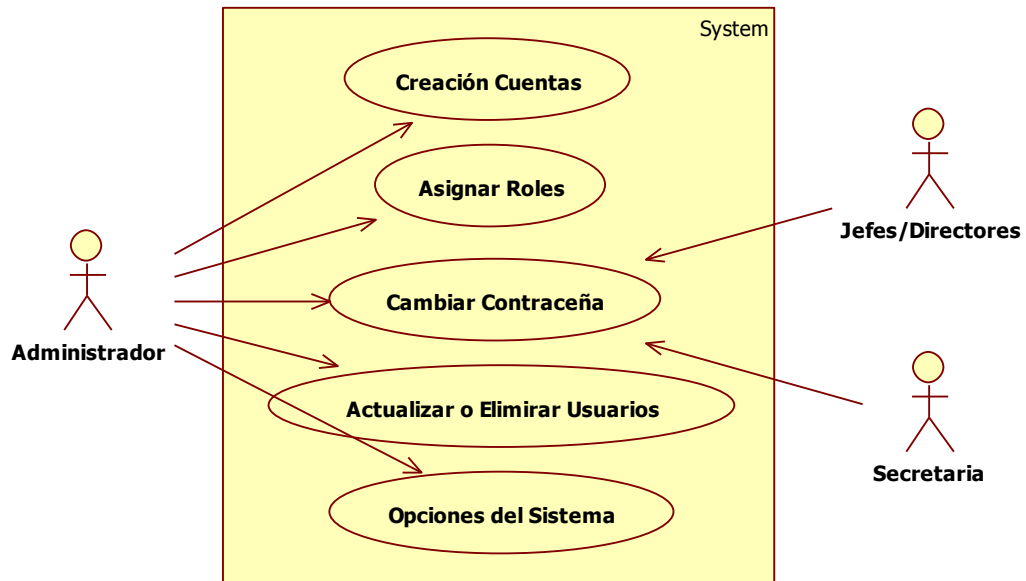 System
Creación Cuentas
Asignar Roles
Jefes/Directores
Cambiar Contraceña
Administrador
Actualizar o Elimirar Usuarios
Secretaria
Opciones del Sistema